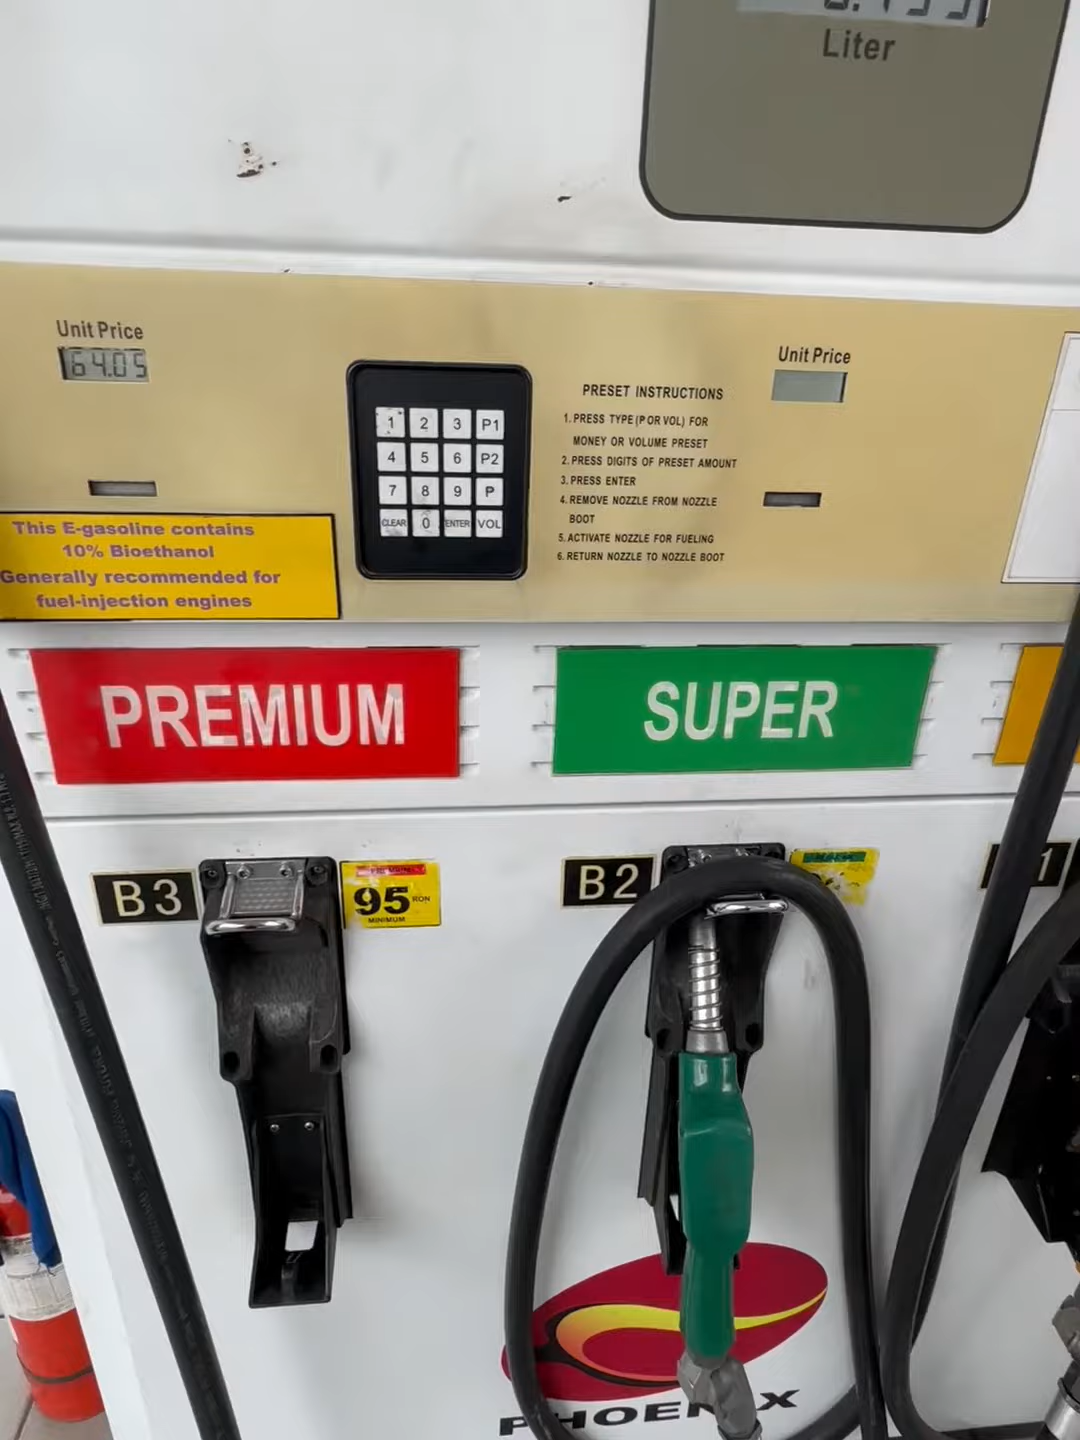 Liter
Unit Price
64.05
Unit Price
1 2 3 P1
4 5 6 P2
7 8 9 P
CLEAR 0 ENTER VOL
PRESET INSTRUCTIONS
1. PRESS TYPE (P OR VOL) FOR
MONEY OR VOLUME PRESET
2. PRESS DIGITS OF PRESET AMOUNT
3. PRESS ENTER
4. REMOVE NOZZLE FROM NOZZLE
BOOT
5. ACTIVATE NOZZLE FOR FUELING
6. RETURN NOZZLE TO NOZZLE BOOT
This E-gasoline contains
10% Bioethanol
Generally recommended for
fuel-injection engines
PREMIUM
SUPER
B3
95 RON
MINIMUM
B2
1
PHOENIX